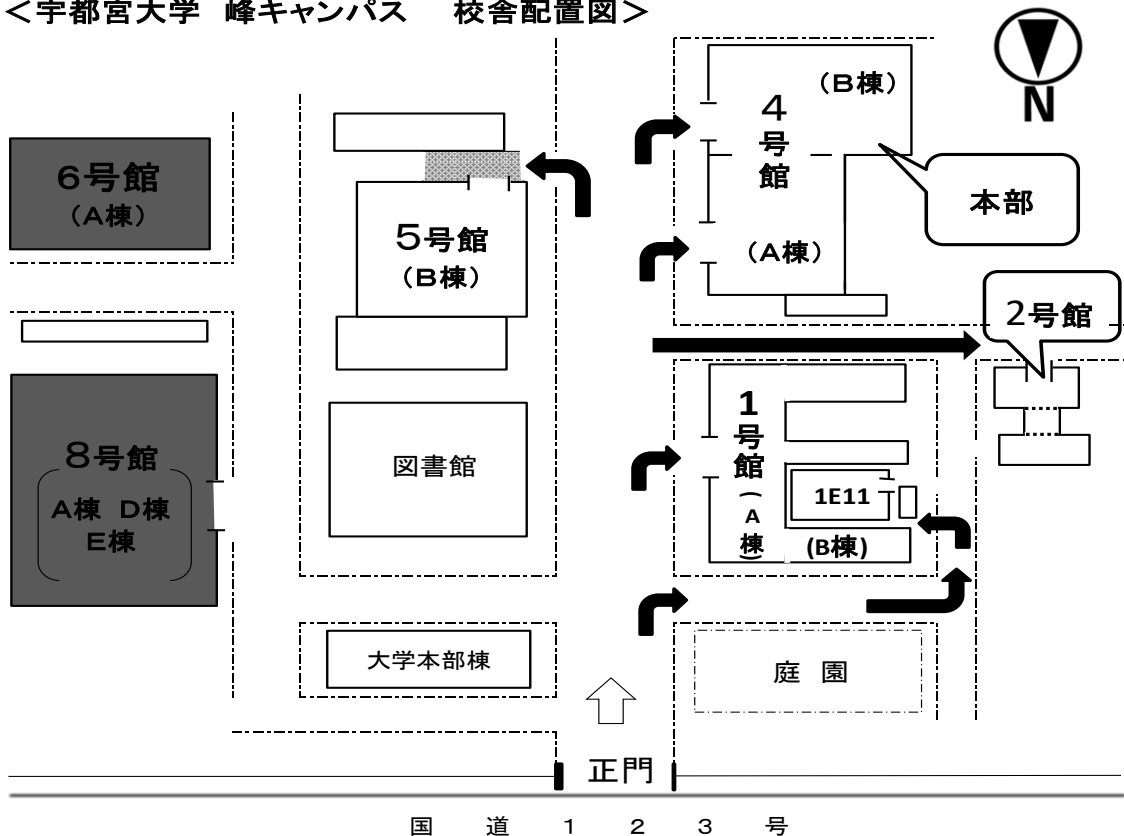 ＜宇都宮大学 峰キャンパス 校舎配置図＞
N
6号館
（A棟）
5号館
（B棟）
4号館
（B棟）
（A棟）
本部
2号館
8号館
A棟 D棟
E棟
図書館
1号館（A棟）
1E11
(B棟)
大学本部棟
庭 園
正門
国 道 1 2 3 号